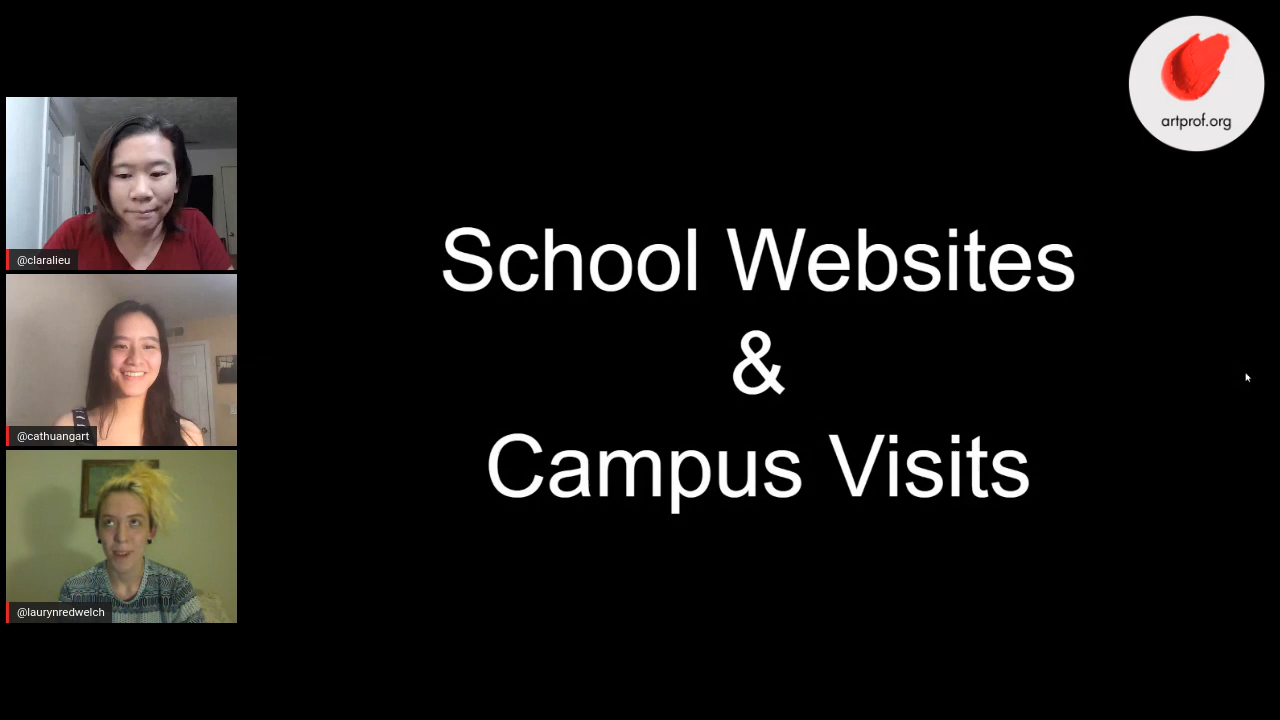 artprof.org
School Websites
&
Campus Visits
@claralieu
@cathuangart
@laurynredwelch